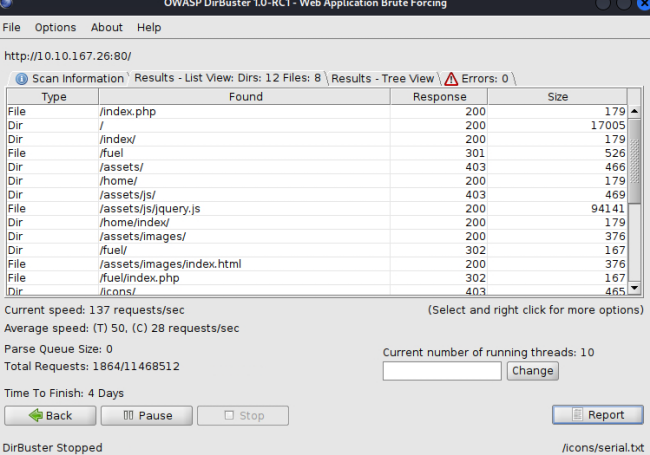 OWASP DirBuster 1.0-RC1 - Web Application Brute Forcing
File Options About Help
http://10.10.167.26:80/
Scan Information Results - List View: Dirs: 12 Files: 8 Results - Tree View Errors: 0
Type Found Response Size
File /index.php 200 179
Dir / 200 17005
Dir /index/ 200 179
File /fuel 301 526
Dir /assets/ 403 466
Dir /home/ 200 179
Dir /assets/js/ 403 469
File /assets/js/jquery.js 200 94141
Dir /home/index/ 200 179
Dir /assets/images/ 200 376
Dir /fuel/ 302 167
File /assets/images/index.html 200 376
File /fuel/index.php 302 167
Dir /icons/ 403 465
Current speed: 137 requests/sec (Select and right click for more options)
Average speed: (T) 50, (C) 28 requests/sec
Parse Queue Size: 0
Current number of running threads: 10
Total Requests: 1864/11468512
Change
Time To Finish: 4 Days
Back Pause Stop Report
DirBuster Stopped /icons/serial.txt